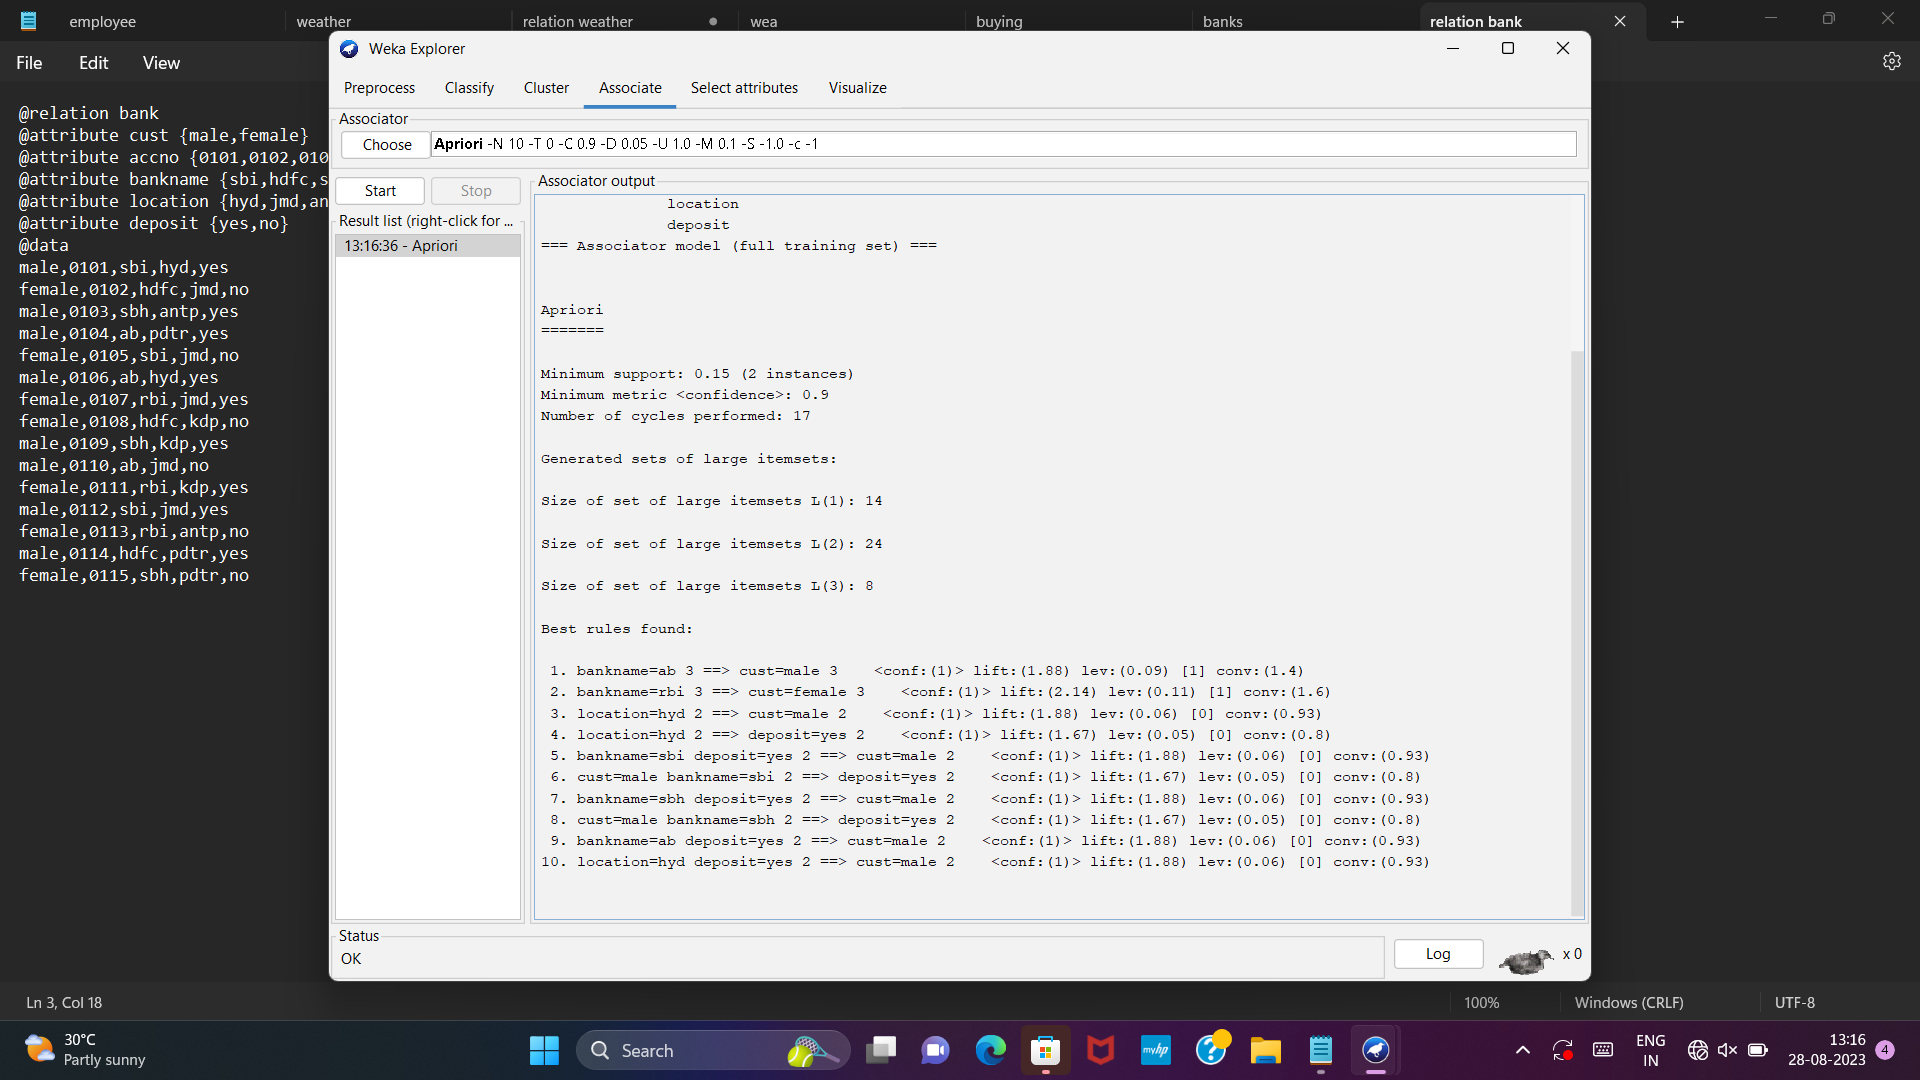 employee
weather
relation weather
wea
buying
banks
relation bank
File
Edit
View
Weka Explorer
Preprocess
Classify
Cluster
Associate
Select attributes
Visualize
Associator
Choose
Apriori -N 10 -T 0 -C 0.9 -D 0.05 -U 1.0 -M 0.1 -S -1.0 -c -1
Start
Stop
Result list (right-click for ...
13:16:36 - Apriori
@relation bank
@attribute cust {male,female}
@attribute accno {0101,0102,010
@attribute bankname {sbi,hdfc,s
@attribute location {hyd,jmd,an
@attribute deposit {yes,no}
@data
male,0101,sbi,hyd,yes
female,0102,hdfc,jmd,no
male,0103,sbh,antp,yes
male,0104,ab,pdtr,yes
female,0105,sbi,jmd,no
male,0106,ab,hyd,yes
female,0107,rbi,jmd,yes
female,0108,hdfc,kdp,no
male,0109,sbh,kdp,yes
male,0110,ab,jmd,no
female,0111,rbi,kdp,yes
male,0112,sbi,jmd,yes
female,0113,rbi,antp,no
male,0114,hdfc,pdtr,yes
female,0115,sbh,pdtr,no
Associator output
location
deposit
=== Associator model (full training set) ===
Apriori
=======
Minimum support: 0.15 (2 instances)
Minimum metric <confidence>: 0.9
Number of cycles performed: 17
Generated sets of large itemsets:
Size of set of large itemsets L(1): 14
Size of set of large itemsets L(2): 24
Size of set of large itemsets L(3): 8
Best rules found:
1. bankname=ab 3 ==> cust=male 3    <conf:(1)> lift:(1.88) lev:(0.09) [1] conv:(1.4)
2. bankname=rbi 3 ==> cust=female 3    <conf:(1)> lift:(2.14) lev:(0.11) [1] conv:(1.6)
3. location=hyd 2 ==> cust=male 2    <conf:(1)> lift:(1.88) lev:(0.06) [0] conv:(0.93)
4. location=hyd 2 ==> deposit=yes 2    <conf:(1)> lift:(1.67) lev:(0.05) [0] conv:(0.8)
5. bankname=sbi deposit=yes 2 ==> cust=male 2    <conf:(1)> lift:(1.88) lev:(0.06) [0] conv:(0.93)
6. cust=male bankname=sbi 2 ==> deposit=yes 2    <conf:(1)> lift:(1.67) lev:(0.05) [0] conv:(0.8)
7. bankname=sbh deposit=yes 2 ==> cust=male 2    <conf:(1)> lift:(1.88) lev:(0.06) [0] conv:(0.93)
8. cust=male bankname=sbh 2 ==> deposit=yes 2    <conf:(1)> lift:(1.67) lev:(0.05) [0] conv:(0.8)
9. bankname=ab deposit=yes 2 ==> cust=male 2    <conf:(1)> lift:(1.88) lev:(0.06) [0] conv:(0.93)
10. location=hyd deposit=yes 2 ==> cust=male 2    <conf:(1)> lift:(1.88) lev:(0.06) [0] conv:(0.93)
Status
OK
Log
x 0
Ln 3, Col 18
100%
Windows (CRLF)
UTF-8
30°C
Partly sunny
Search
myhp
ENG
IN
13:16
28-08-2023
4